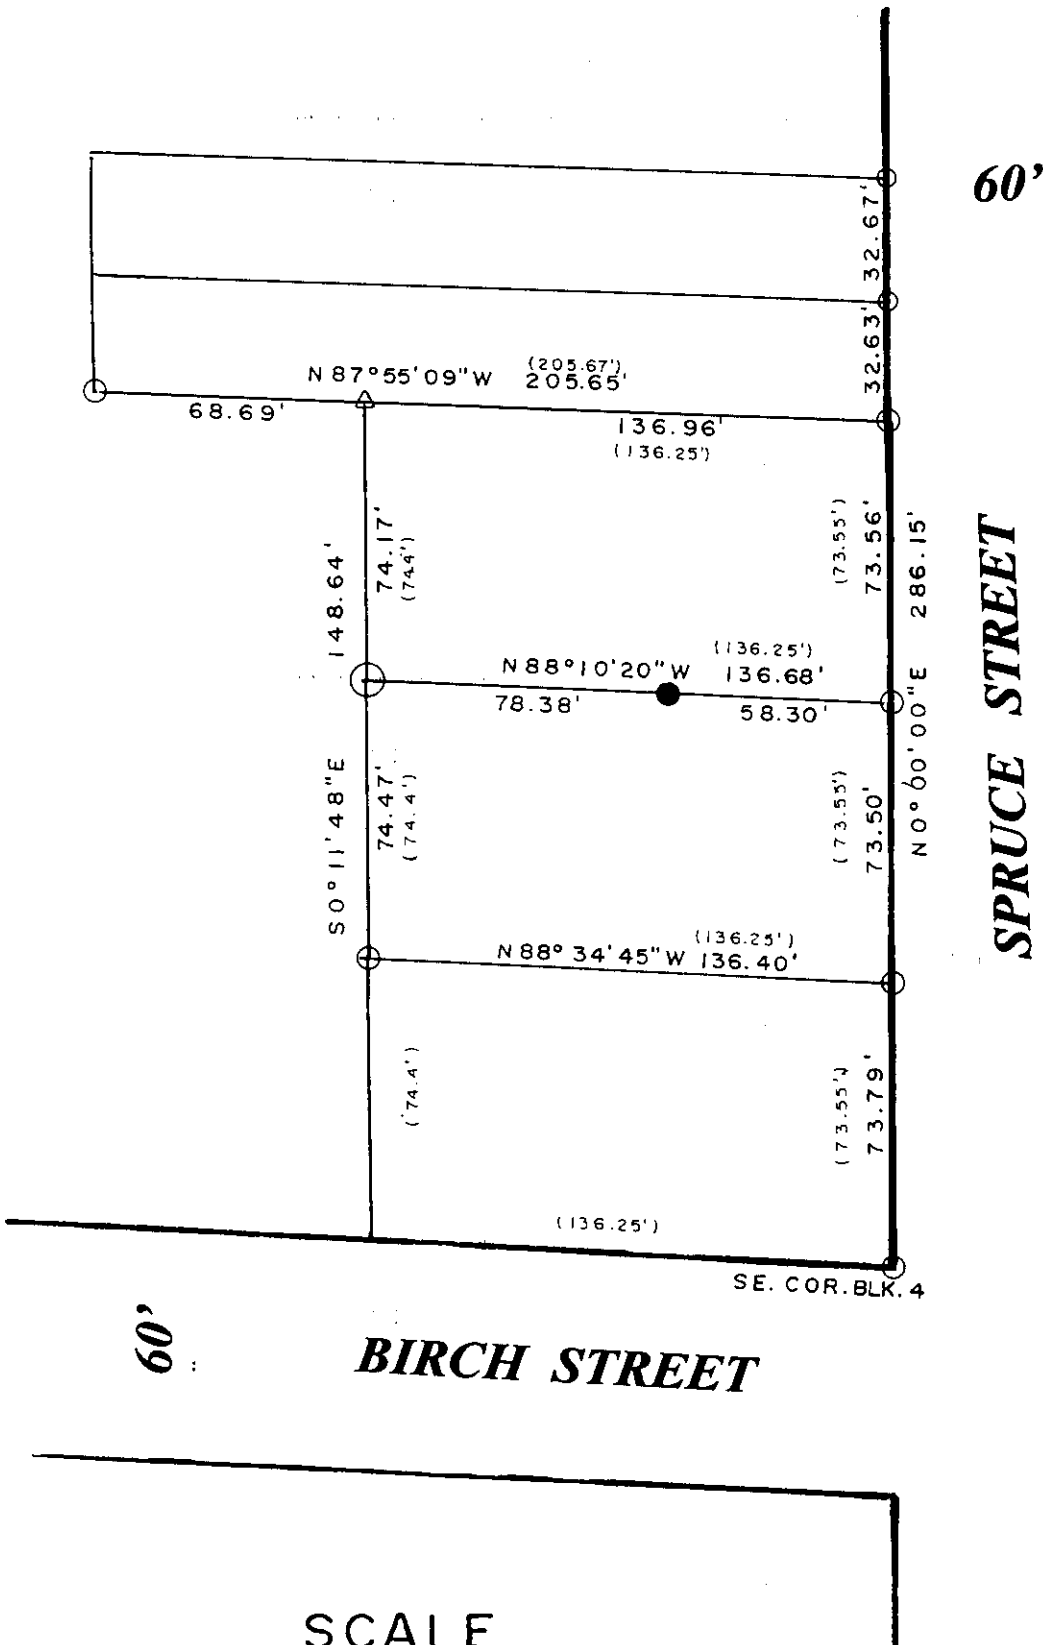 60'
32.67'
32.63'
(205.67')
N 87°55'09"W 205.65'
68.69'
136.96'
(136.25')
148.64'
74.17'
(74.4')
(73.55')
73.56'
286.15'
SPRUCE STREET
(136.25')
N 88°10'20"W 136.68'
78.38'
58.30'
N0°00'00"E
S0°11'48"E
74.47'
(74.4')
(73.55')
73.50'
(136.25')
N 88° 34'45"W 136.40'
(74.4')
(73.55')
73.79'
(136.25')
SE. COR. BLK. 4
60'
BIRCH STREET
SCALE